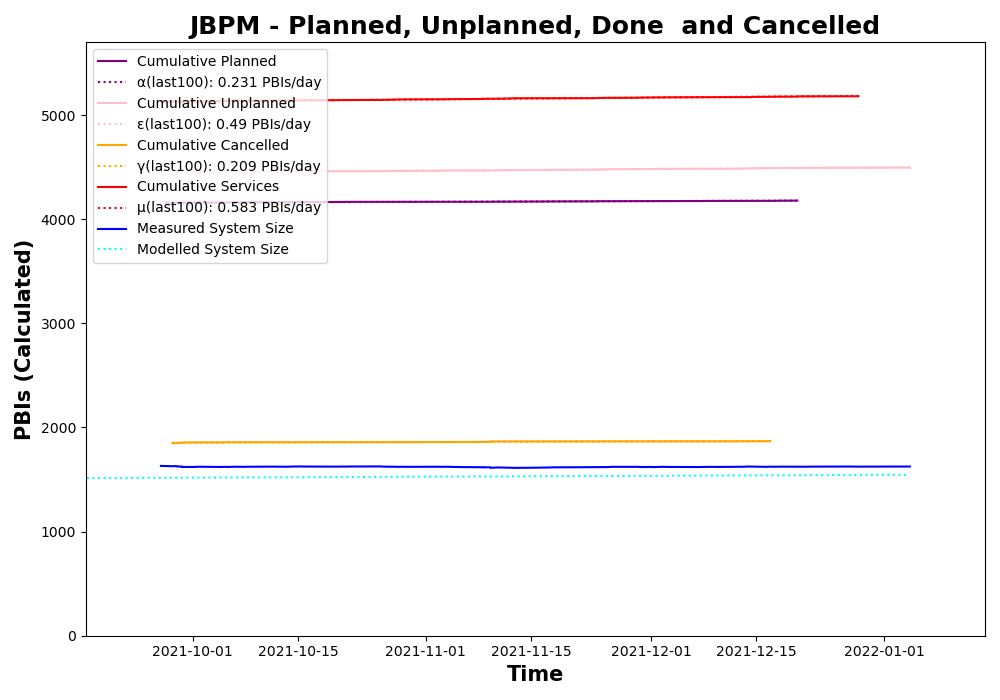 JBPM - Planned, Unplanned, Done  and Cancelled
PBIs (Calculated)
5000
4000
3000
2000
1000
0
Cumulative Planned
α(last100): 0.231 PBIs/day
Cumulative Unplanned
ε(last100): 0.49 PBIs/day
Cumulative Cancelled
γ(last100): 0.209 PBIs/day
Cumulative Services
μ(last100): 0.583 PBIs/day
Measured System Size
Modelled System Size
2021-10-01 2021-10-15 2021-11-01 2021-11-15 2021-12-01 2021-12-15 2022-01-01
Time